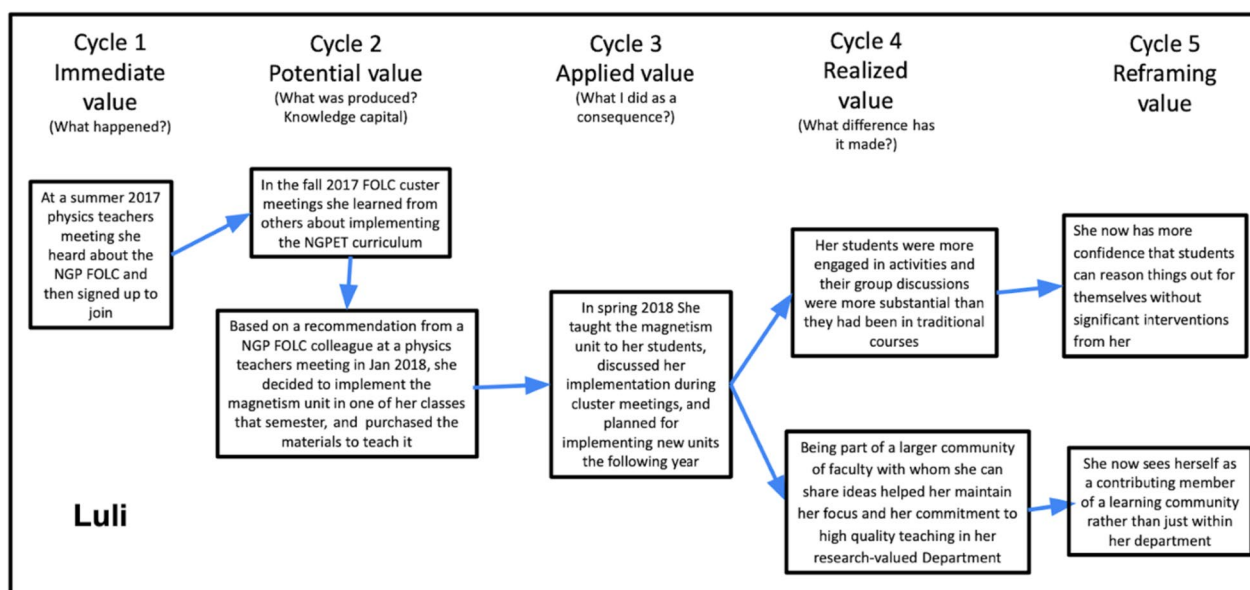 Cycle 1
Immediate
value
(What happened?)
Cycle 2
Potential value
(What was produced?
Knowledge capital)
Cycle 3
Applied value
(What I did as a
consequence?)
Cycle 4
Realized
value
(What difference has
it made?)
Cycle 5
Reframing
value
At a summer 2017
physics teachers
meeting she
heard about the
NGP FOLC and
then signed up to
join
In the fall 2017 FOLC custer
meetings she learned from
others about implementing
the NGPET curriculum
Based on a recommendation from a
NGP FOLC colleague at a physics
teachers meeting in Jan 2018, she
decided to implement the
magnetism unit in one of her classes
that semester, and purchased the
materials to teach it
In spring 2018 She
taught the magnetism
unit to her students,
discussed her
implementation during
cluster meetings, and
planned for
implementing new units
the following year
Her students were more
engaged in activities and
their group discussions
were more substantial than
they had been in traditional
courses
She now has more
confidence that students
can reason things out for
themselves without
significant interventions
from her
Being part of a larger community
of faculty with whom she can
share ideas helped her maintain
her focus and her commitment to
high quality teaching in her
research-valued Department
She now sees herself as
a contributing member
of a learning community
rather than just within
her department
Luli